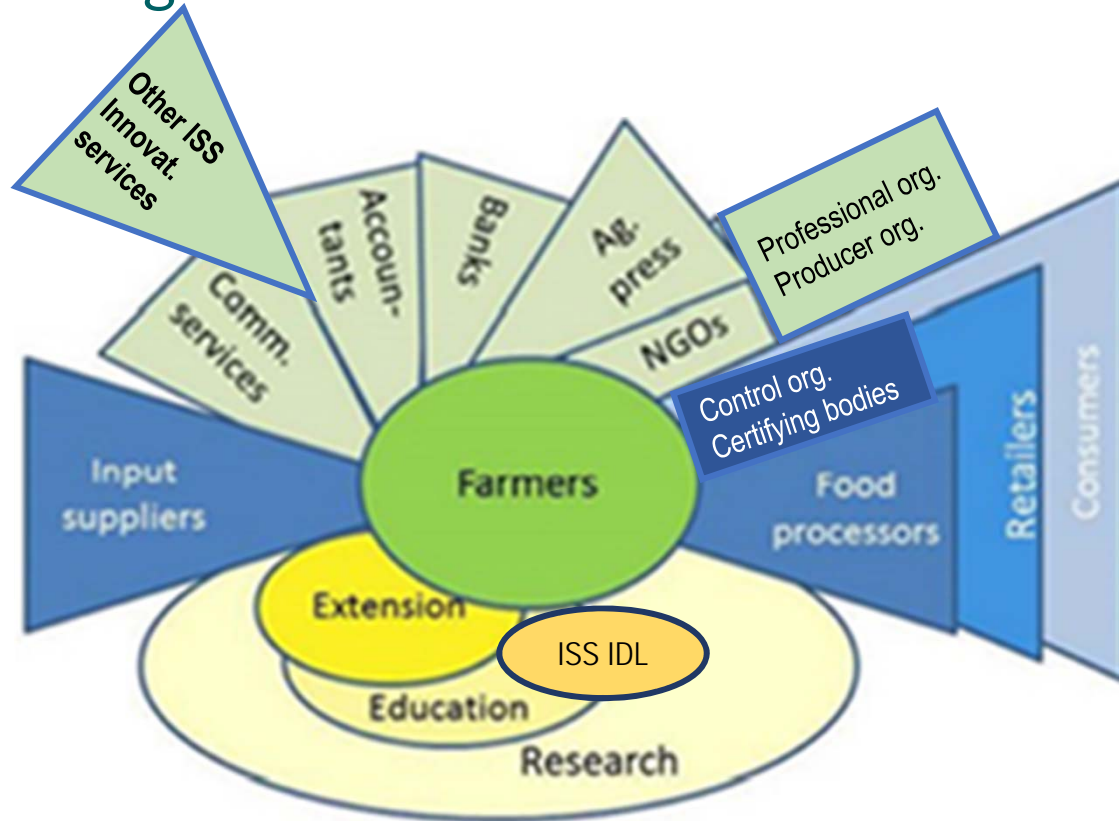 g
Other ISS
Innovat.
services
Comm.
services
Accoun-
tants
Banks
Ag.
press
NGOs
Professional org.
Producer org.
Control org.
Certifying bodies
Input
suppliers
Farmers
Food
processors
Retailers
Consumers
Extension
ISS IDL
Education
Research